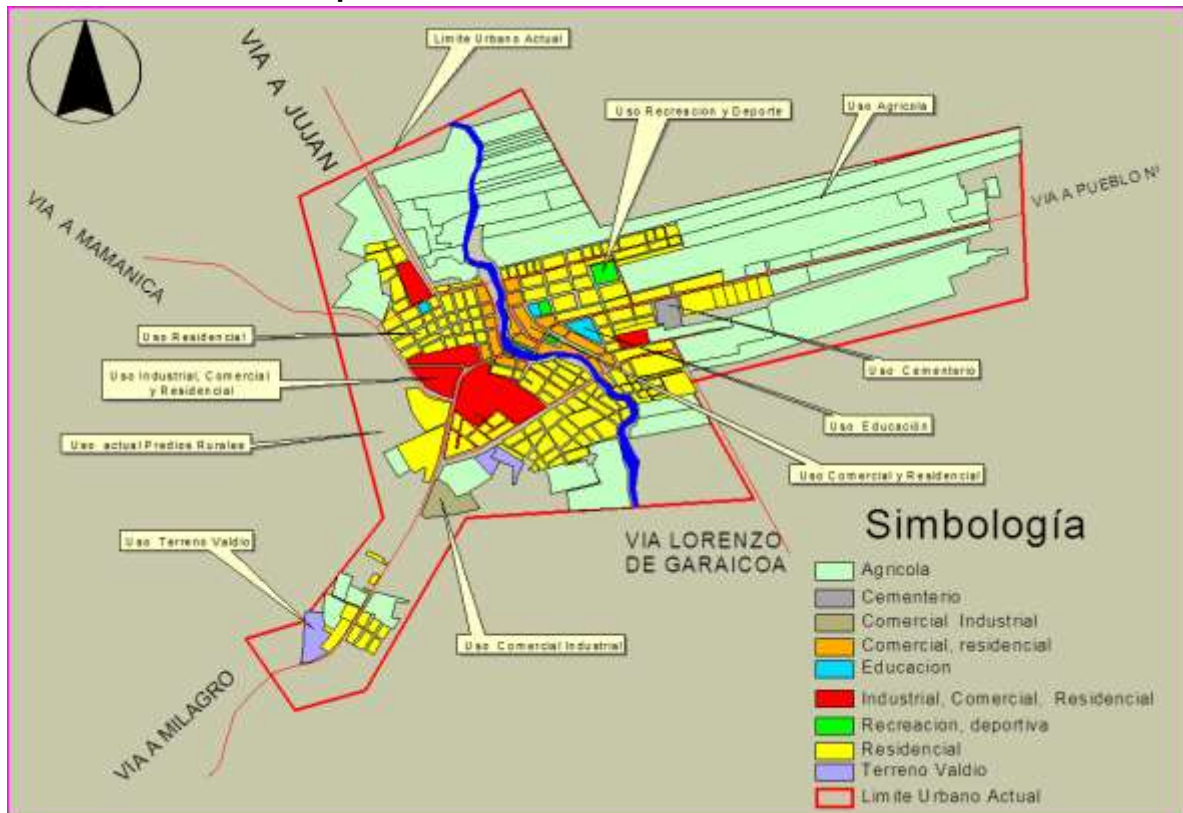 Limite Urbano Actual
VIA A JUJAN
Uso Recreacion y Deporte
Uso Agricola
VIA A PUEBLO Nº
VIA A MAMANICA
Uso Residencial
Uso Industrial, Comercial
y Residencial
Uso actual Predios Rurales
Uso Cementerio
Uso Educación
Uso Comercial y Residencial
Uso Terreno Valdio
VIA LORENZO
DE GARAICOA
Uso Comercial Industrial
VIA A MILAGRO
Simbología
Agricola
Cementerio
Comercial Industrial
Comercial, residencial
Educacion
Industrial, Comercial, Residencial
Recreacion, deportiva
Residencial
Terreno Valdio
Limite Urbano Actual